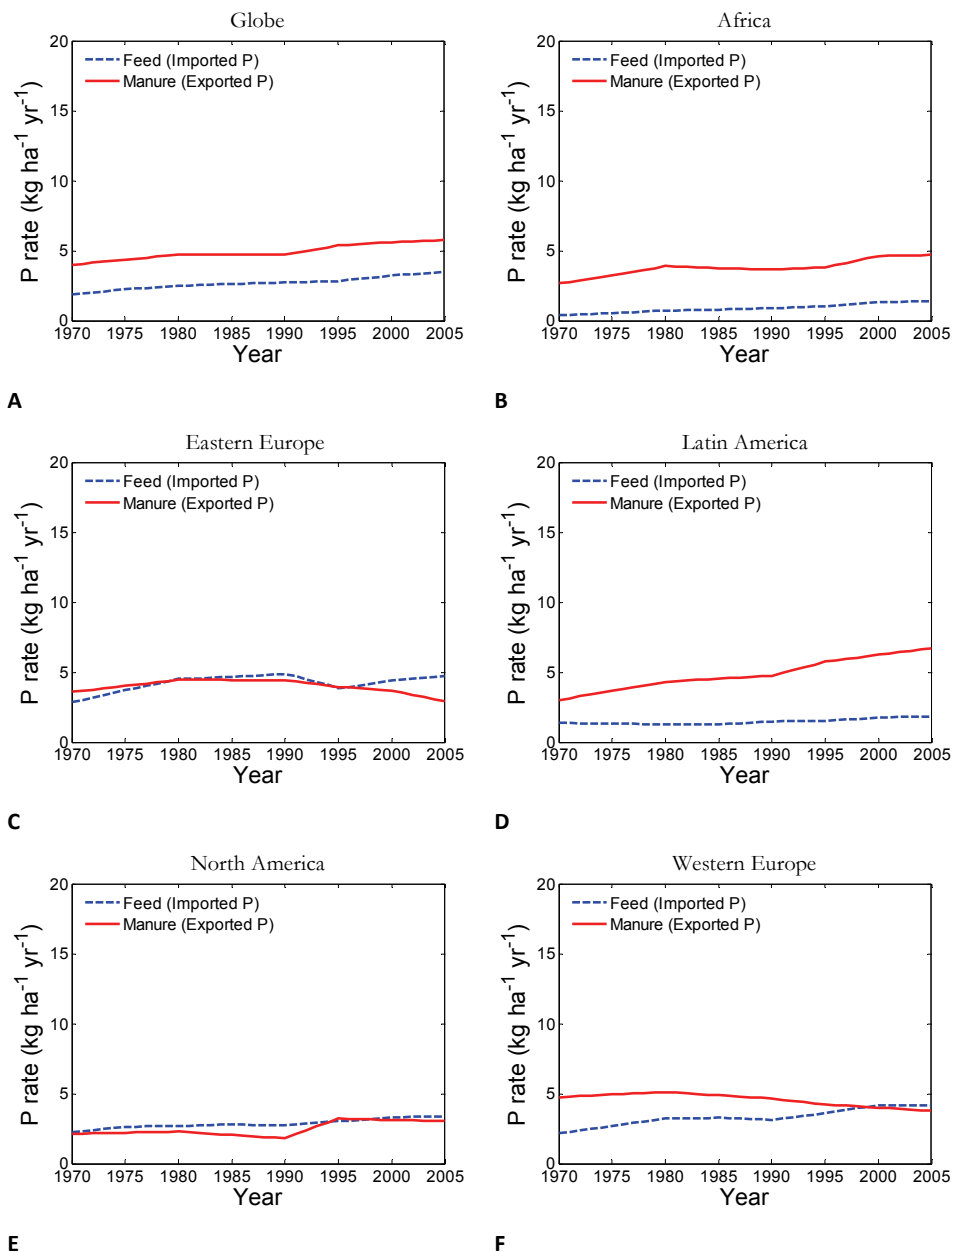 Globe
20
15
10
5
0
P rate (kg ha⁻¹ yr⁻¹)
Feed (Imported P)
Manure (Exported P)
1970 1975 1980 1985 1990 1995 2000 2005
Year
A
Africa
20
15
10
5
0
P rate (kg ha⁻¹ yr⁻¹)
Feed (Imported P)
Manure (Exported P)
1970 1975 1980 1985 1990 1995 2000 2005
Year
B
Eastern Europe
20
15
10
5
0
P rate (kg ha⁻¹ yr⁻¹)
Feed (Imported P)
Manure (Exported P)
1970 1975 1980 1985 1990 1995 2000 2005
Year
C
Latin America
20
15
10
5
0
P rate (kg ha⁻¹ yr⁻¹)
Feed (Imported P)
Manure (Exported P)
1970 1975 1980 1985 1990 1995 2000 2005
Year
D
North America
20
15
10
5
0
P rate (kg ha⁻¹ yr⁻¹)
Feed (Imported P)
Manure (Exported P)
1970 1975 1980 1985 1990 1995 2000 2005
Year
E
Western Europe
20
15
10
5
0
P rate (kg ha⁻¹ yr⁻¹)
Feed (Imported P)
Manure (Exported P)
1970 1975 1980 1985 1990 1995 2000 2005
Year
F